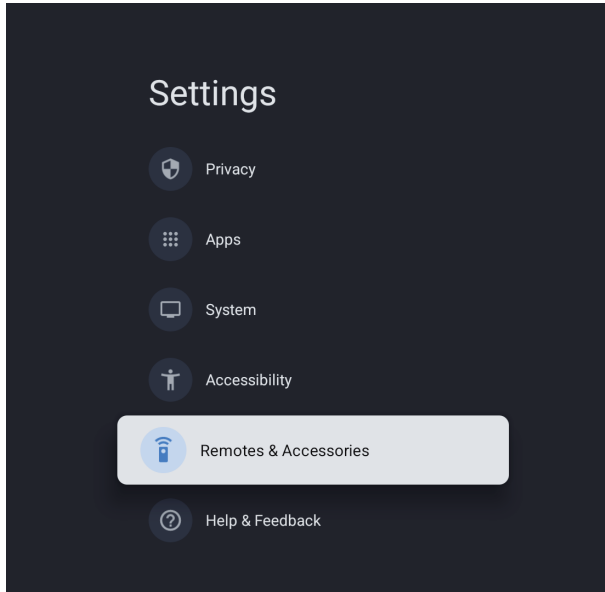 Settings
Privacy
Apps
System
Accessibility
Remotes & Accessories
Help & Feedback